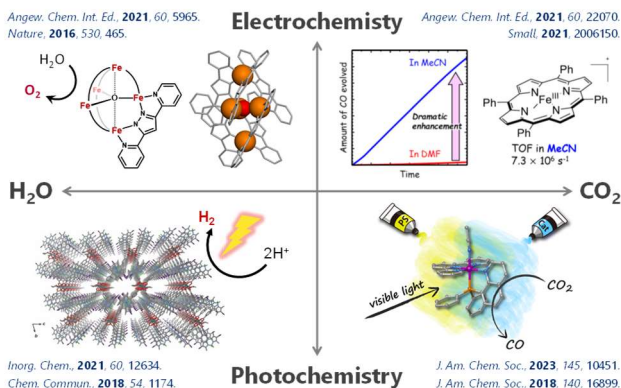 Angew. Chem. Int. Ed., 2021, 60, 5965.
Nature, 2016, 530, 465.
Electrochemistry
Angew. Chem. Int. Ed., 2021, 60, 22070.
Small, 2021, 2006150.
H₂O
O₂
Fe
Fe
Fe
Fe
O
N
N
N
N
Amount of CO evolved
In MeCN
Dramatic
enhancement
In DMF
Time
Ph
Ph
Ph
Ph
N
N
N
N
Feᴵᴵᴵ
+
TOF in MeCN
7.3 × 10⁶ s⁻¹
H₂O
CO₂
H₂
2H⁺
PS
Cat
visible light
CO₂
CO
Inorg. Chem., 2021, 60, 12634.
Chem Commun.. 2018, 54, 1174.
Photochemistry
J. Am. Chem. Soc., 2023, 145, 10451.
J. Am. Chem. Soc.. 2018, 140, 16899.